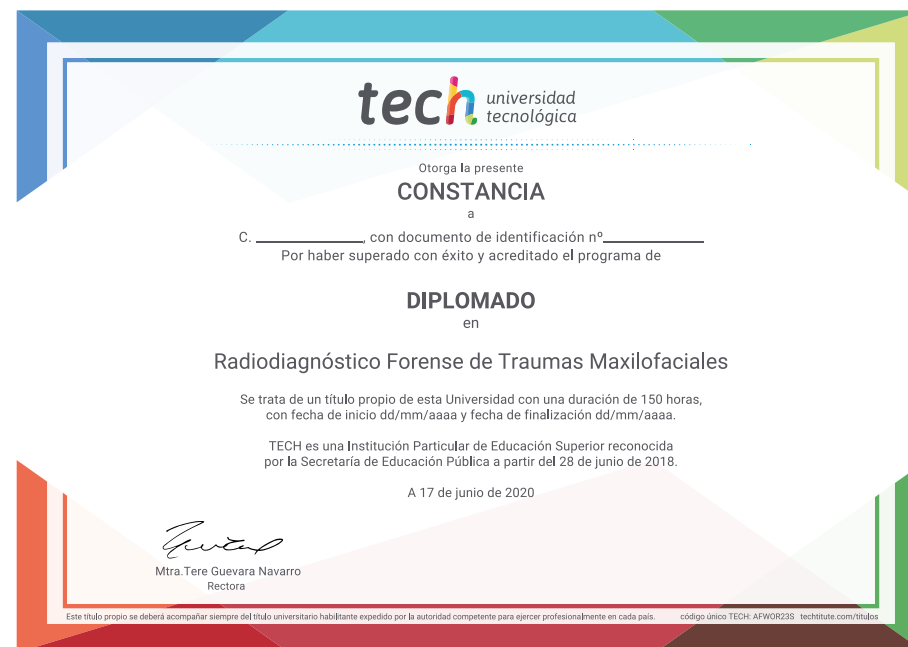 tech universidad
tecnológica
Otorga la presente
CONSTANCIA
a
C. ____________, con documento de identificación nº____________
Por haber superado con éxito y acreditado el programa de
DIPLOMADO
en
Radiodiagnóstico Forense de Traumas Maxilofaciales
Se trata de un título propio de esta Universidad con una duración de 150 horas,
con fecha de inicio dd/mm/aaaa y fecha de finalización dd/mm/aaaa.
TECH es una Institución Particular de Educación Superior reconocida
por la Secretaría de Educación Pública a partir del 28 de junio de 2018.
A 17 de junio de 2020
Mtra.Tere Guevara Navarro
Rectora
Este título propio se deberá acompañar siempre del título universitario habilitante expedido por la autoridad competente para ejercer profesionalmente en cada país. código único TECH: AFWOR23S techtitute.com/titulos